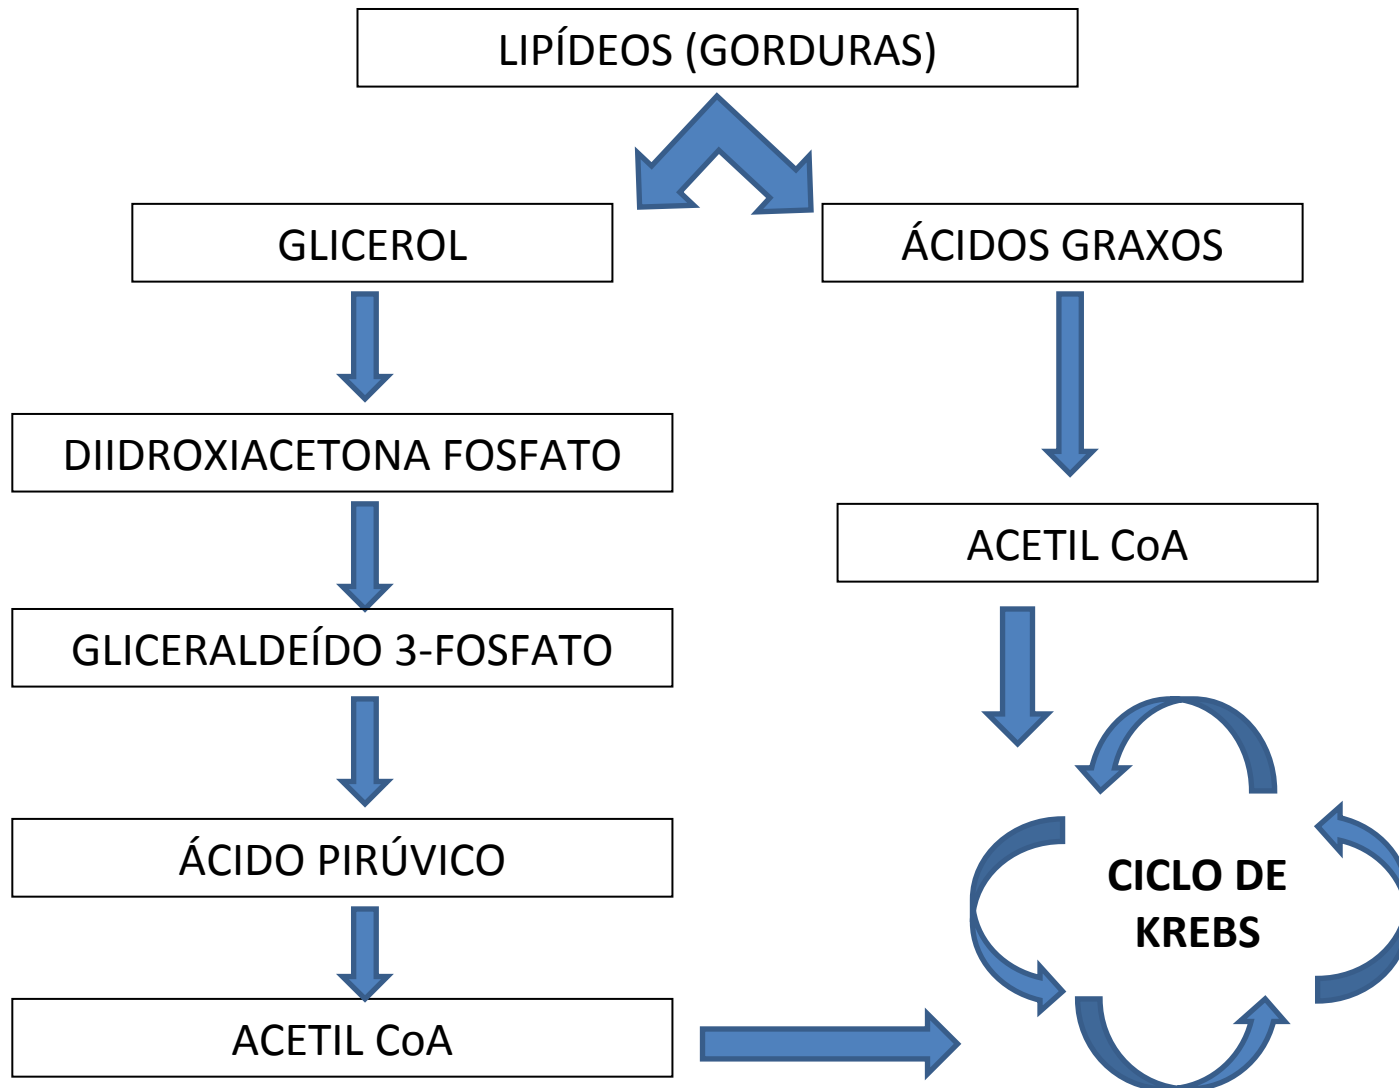 LIPÍDEOS (GORDURAS)
GLICEROL
ÁCIDOS GRAXOS
DIIDROXIACETONA FOSFATO
ACETIL CoA
GLICERALDEÍDO 3-FOSFATO
ÁCIDO PIRÚVICO
CICLO DE
KREBS
ACETIL CoA